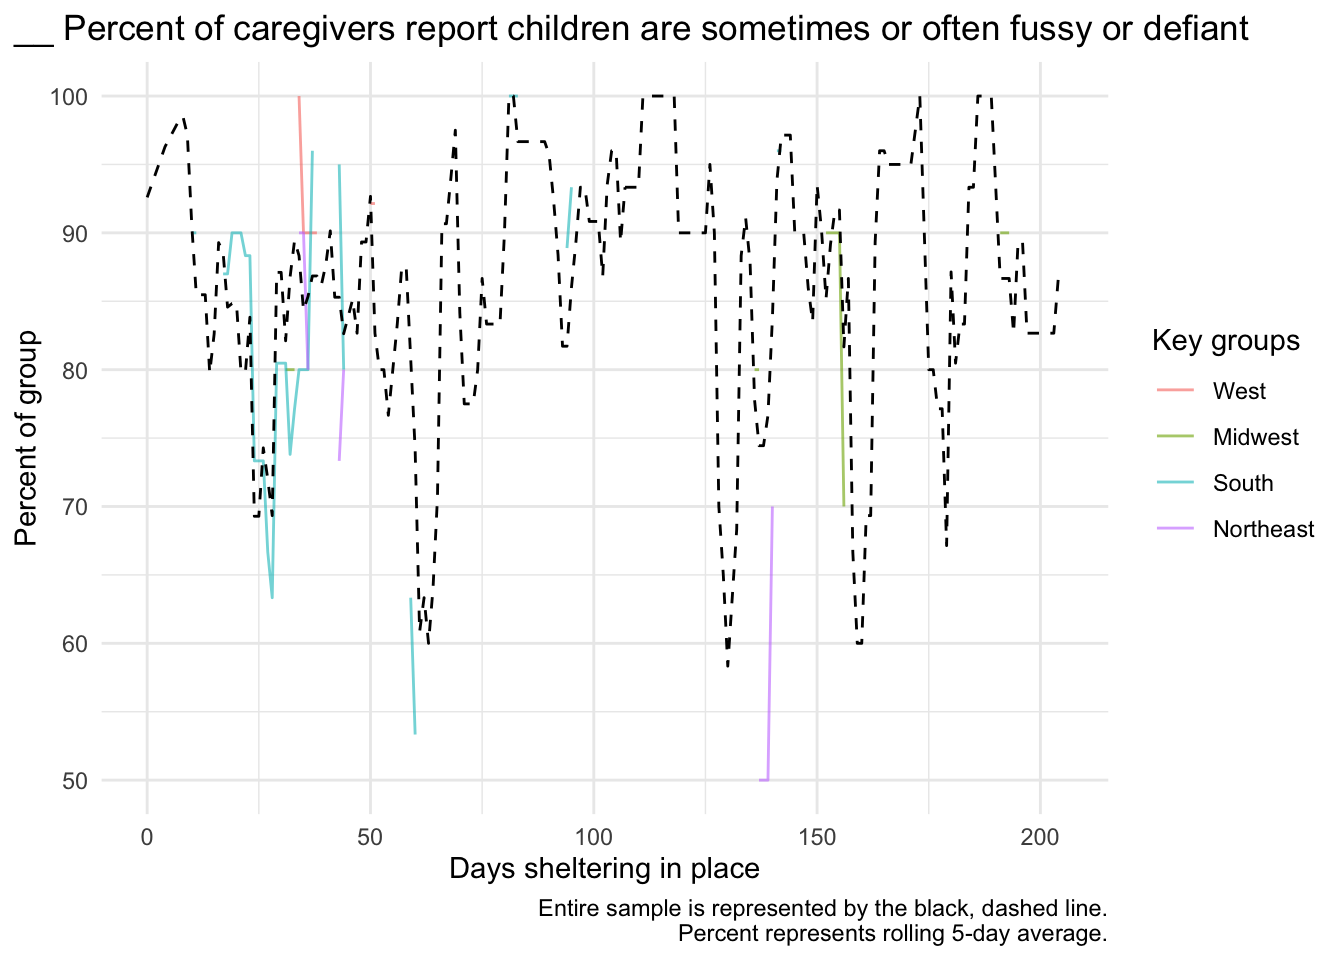 __ Percent of caregivers report children are sometimes or often fussy or defiant
100
90
80
70
60
50
Percent of group
0 50 100 150 200
Days sheltering in place
Key groups
West
Midwest
South
Northeast
Entire sample is represented by the black, dashed line.
Percent represents rolling 5-day average.